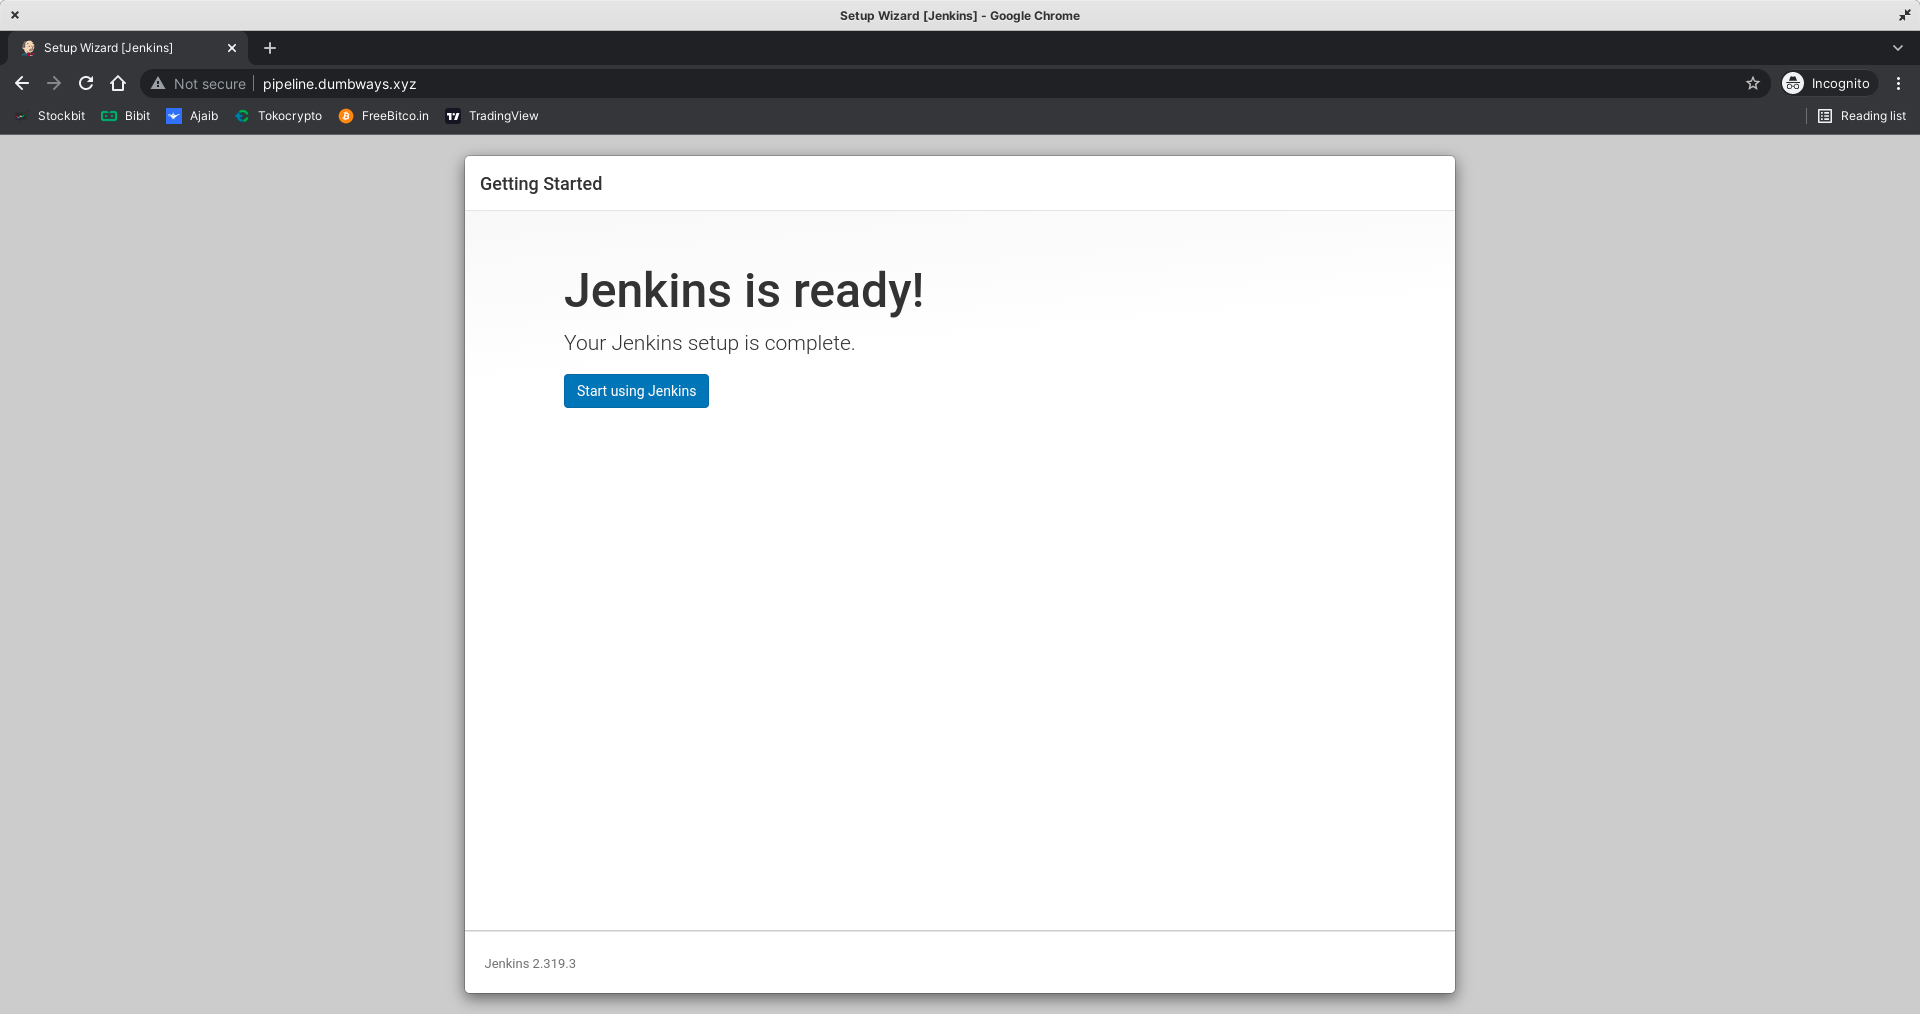 Setup Wizard [Jenkins] - Google Chrome
Setup Wizard [Jenkins]
Not secure pipeline.dumbways.xyz Incognito
Stockbit Bibit Ajaib Tokocrypto FreeBitco.in TradingView Reading list
Getting Started
Jenkins is ready!
Your Jenkins setup is complete.
Start using Jenkins
Jenkins 2.319.3